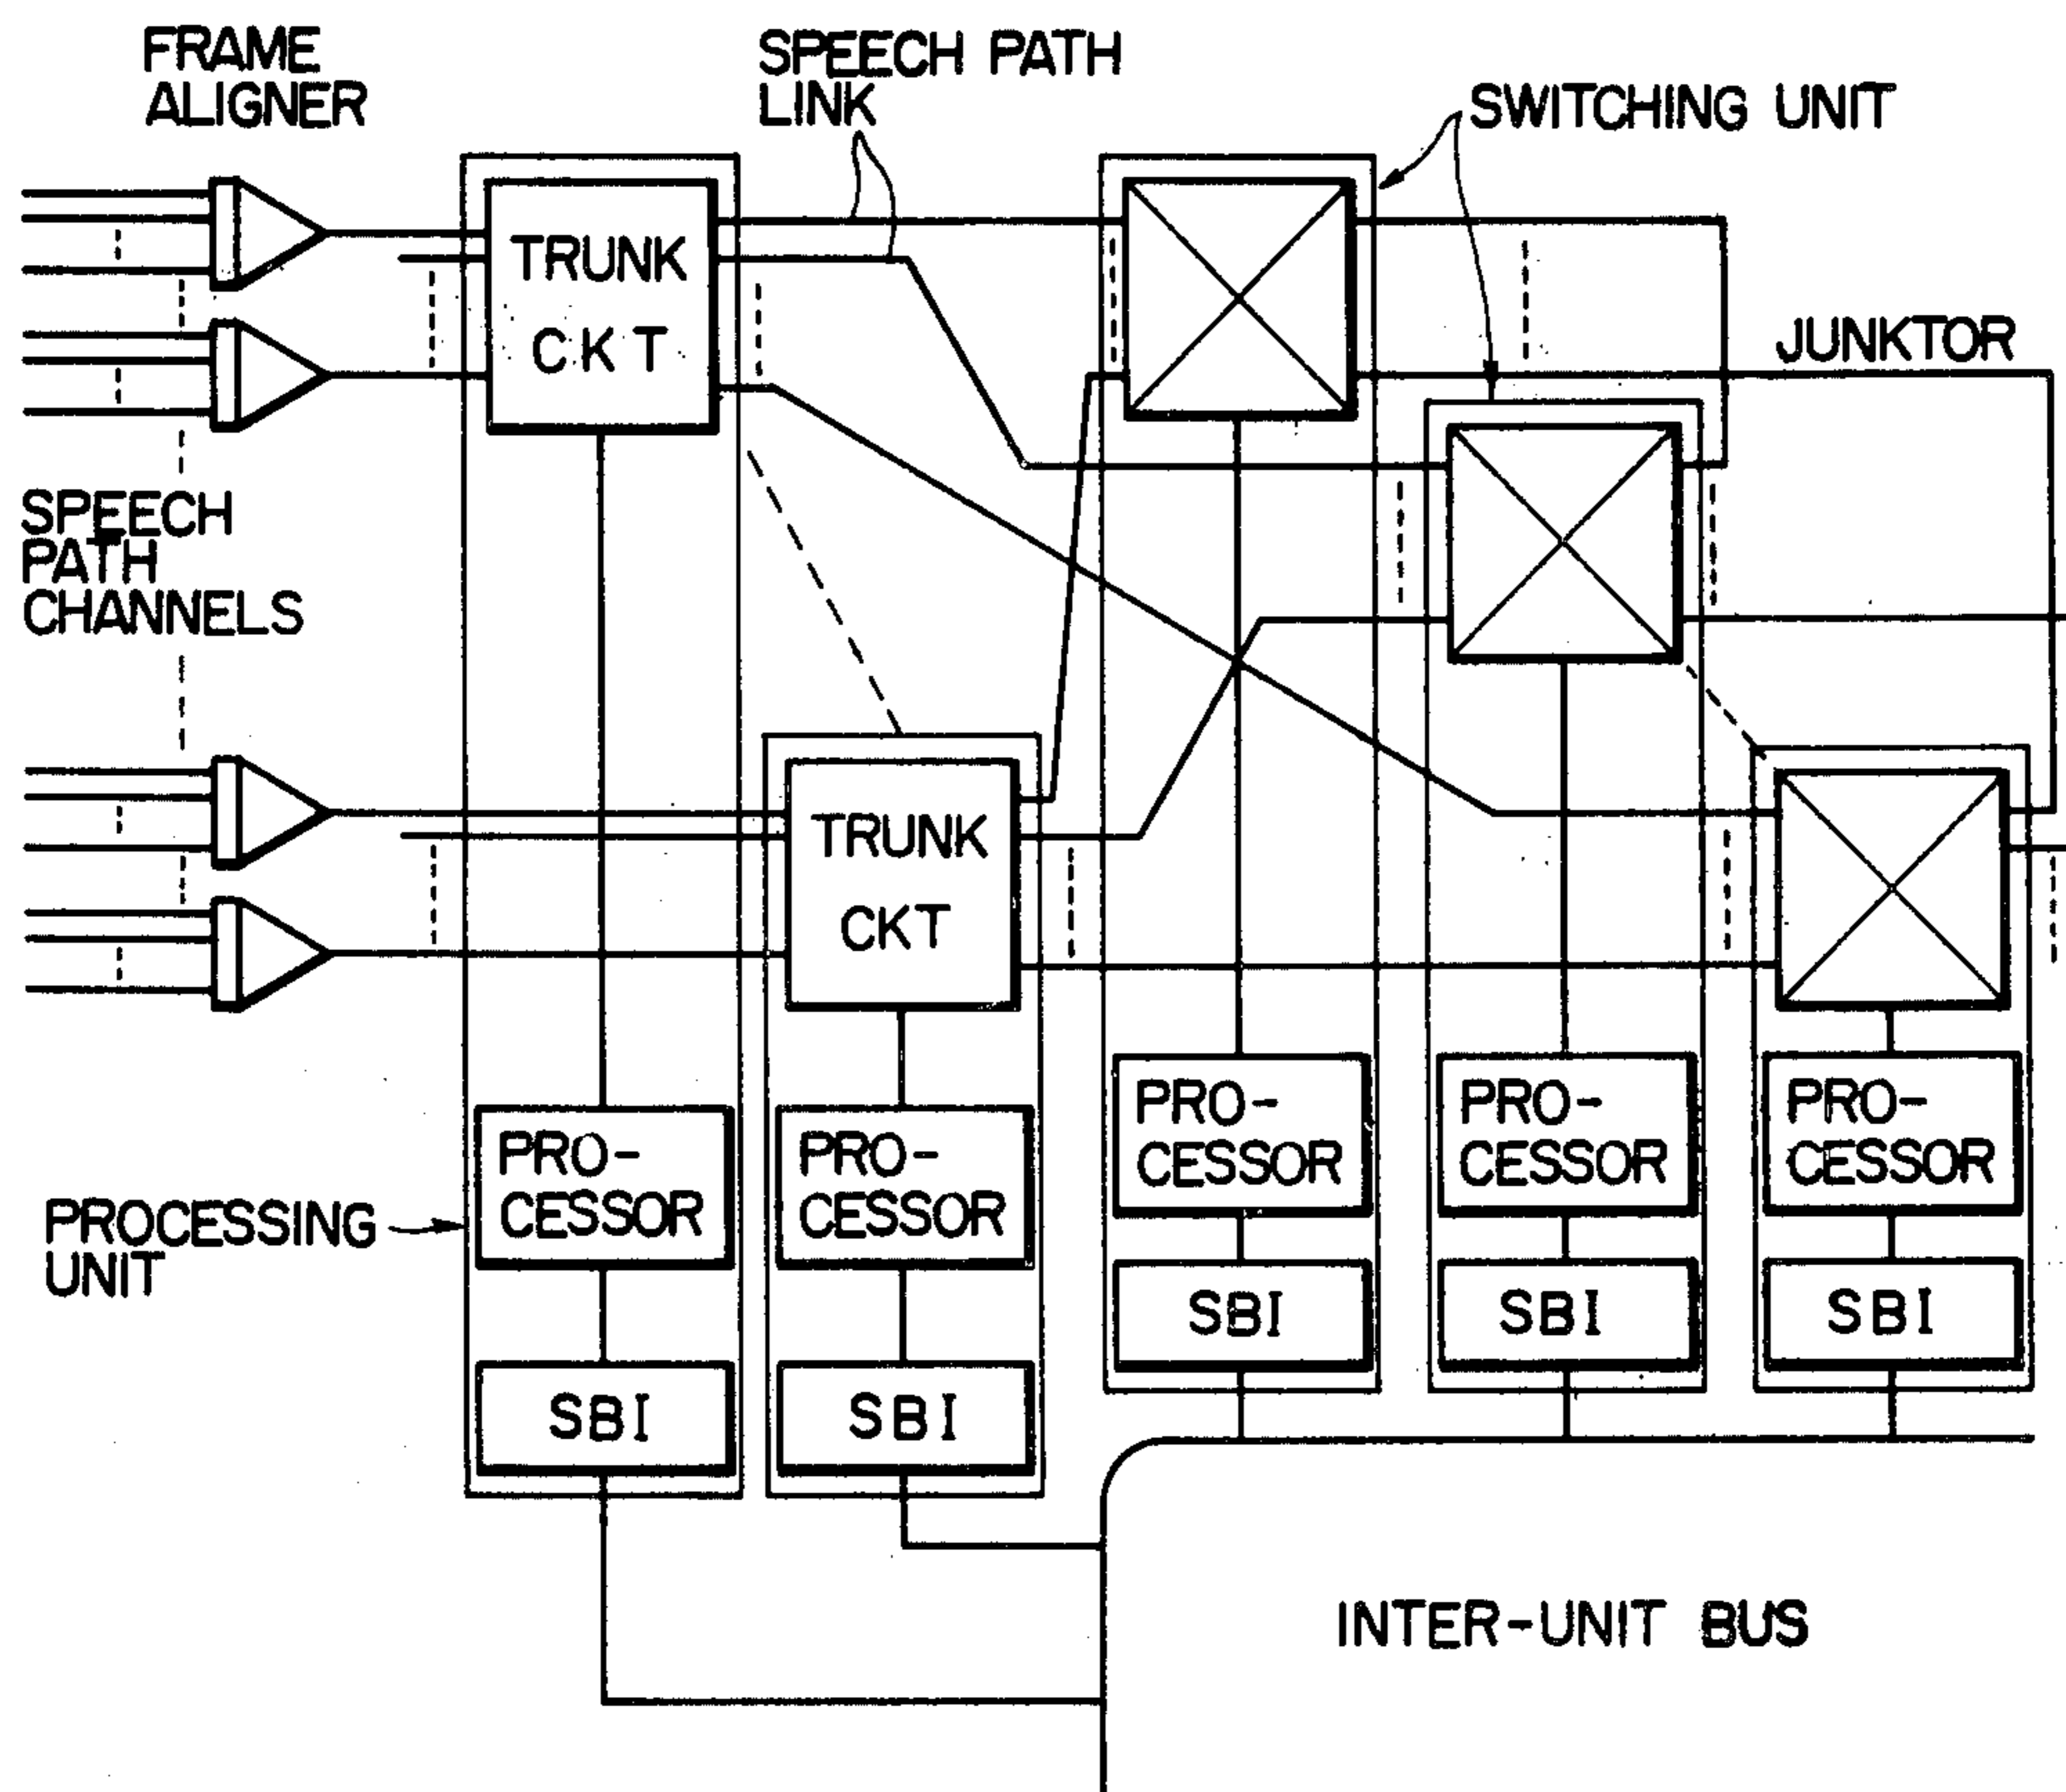 FRAME
ALIGNER
SPEECH PATH
LINK
SWITCHING UNIT
TRUNK
CKT
JUNKTOR
SPEECH
PATH
CHANNELS
TRUNK
CKT
PRO-
CESSOR
PRO-
CESSOR
PRO-
CESSOR
PRO-
CESSOR
PRO-
CESSOR
PROCESSING
UNIT
SBI
SBI
SBI
SBI
SBI
INTER-UNIT BUS